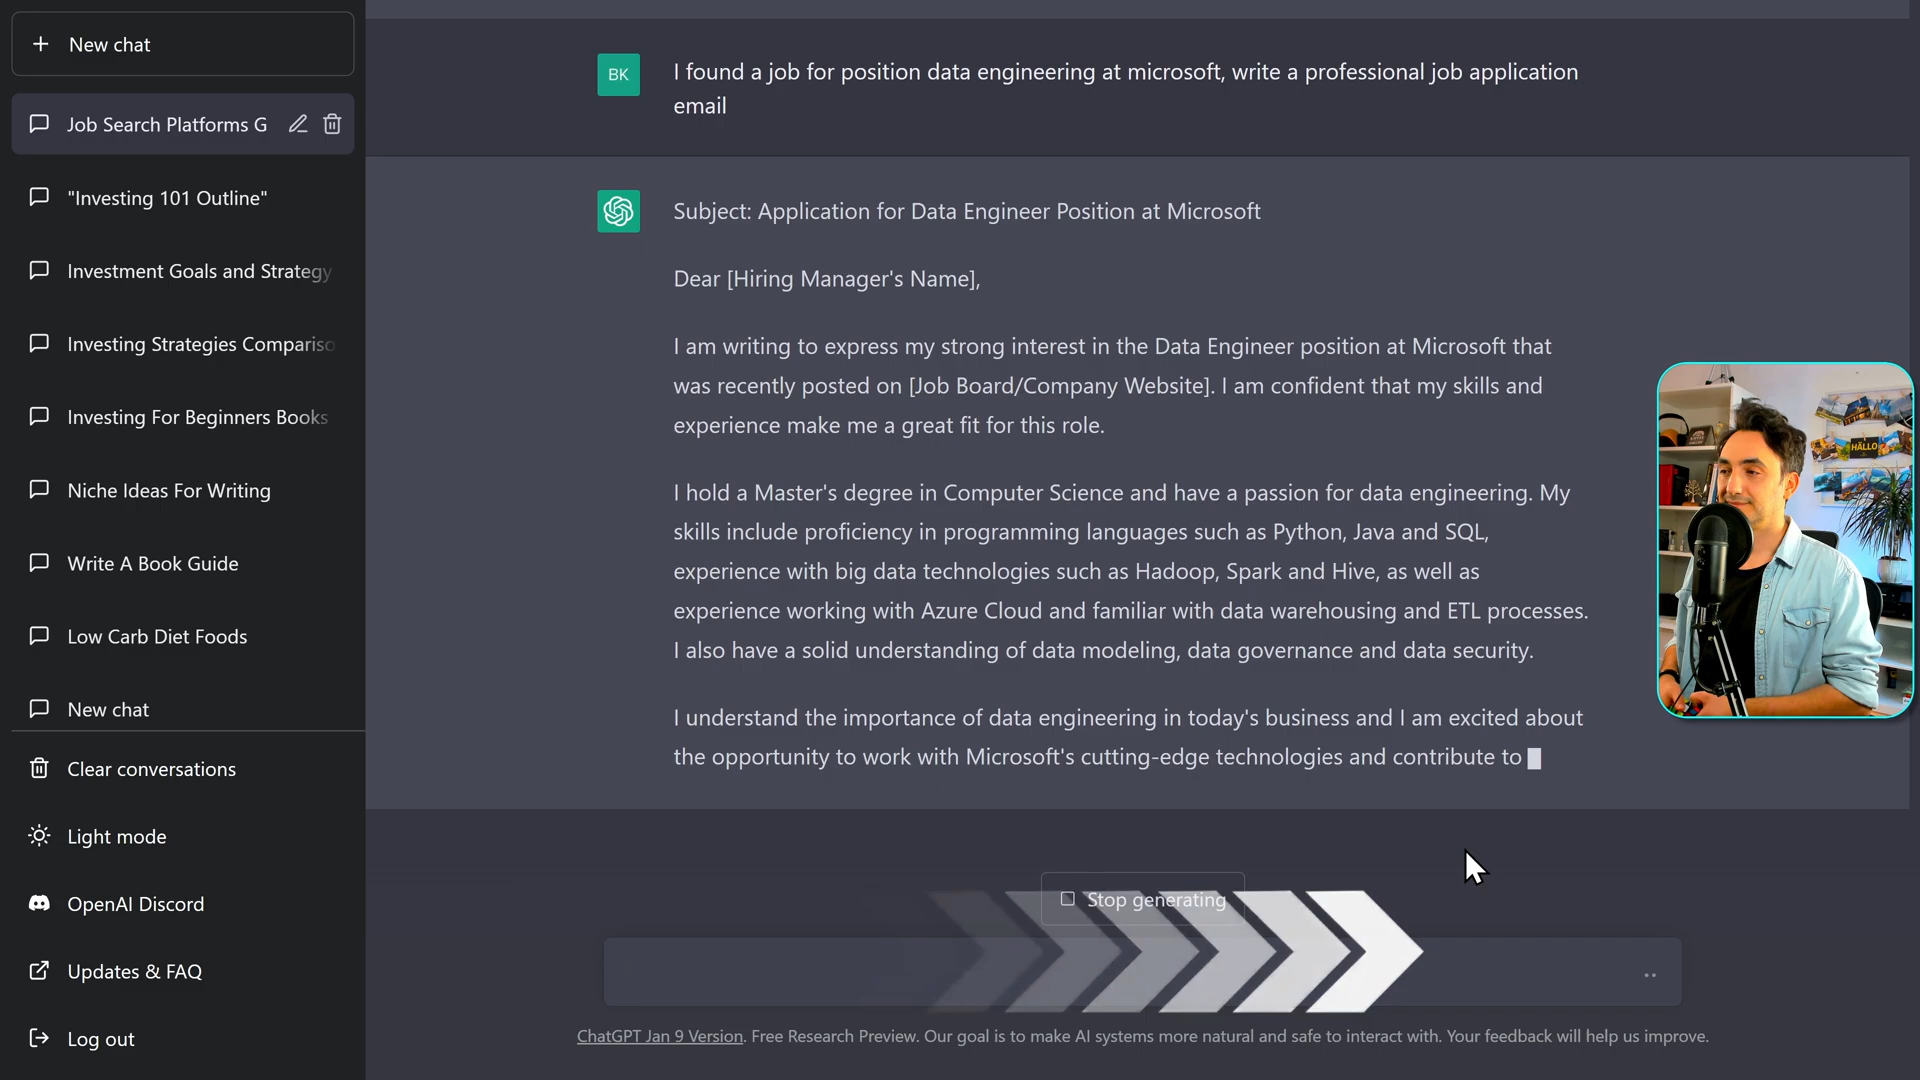 New chat
Job Search Platforms G
"Investing 101 Outline"
Investment Goals and Strategy
Investing Strategies Compariso
Investing For Beginners Books
Niche Ideas For Writing
Write A Book Guide
Low Carb Diet Foods
New chat
Clear conversations
Light mode
OpenAI Discord
Updates & FAQ
Log out
BK
I found a job for position data engineering at microsoft, write a professional job application
email
Subject: Application for Data Engineer Position at Microsoft
Dear [Hiring Manager's Name],
I am writing to express my strong interest in the Data Engineer position at Microsoft that
was recently posted on [Job Board/Company Website]. I am confident that my skills and
experience make me a great fit for this role.
I hold a Master's degree in Computer Science and have a passion for data engineering. My
skills include proficiency in programming languages such as Python, Java and SQL,
experience with big data technologies such as Hadoop, Spark and Hive, as well as
experience working with Azure Cloud and familiar with data warehousing and ETL processes.
I also have a solid understanding of data modeling, data governance and data security.
I understand the importance of data engineering in today's business and I am excited about
the opportunity to work with Microsoft's cutting-edge technologies and contribute to
HÄLLO
Stop generating
ChatGPT Jan 9 Version. Free Research Preview. Our goal is to make AI systems more natural and safe to interact with. Your feedback will help us improve.